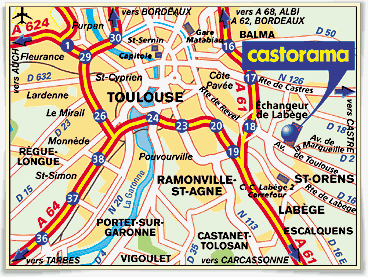 vers BORDEAUX
vers A 68, ALBI
A 62, BORDEAUX
A 624
Purpan
30
St-Sernin
Gare
Matabiau
BALMA
D 50
1
29
Capitole
16
castorama
Fleurance
vers AUCH
D 632
St-Cyprien
Côte
Pavée
17
N 126
Rte de Castres
Lardenne
TOULOUSE
Rte de Revel
A 61
Echangeur
de Labège
vers CASTRES
Le Mirail
D 23
24
23
20
18
D 18
Monnède
27
Av. de
la Marqueille
D 2
REGUE-
LONGUE
38
Pouvourville
19
Av.
de Toulouse
St-Simon
La Garonne
RAMONVILLE-
ST-AGNE
C. C. Labège 2
Carrefour
ST-ORENS
D 15
A 64
37
N 20
N 113
Rte de Labège
LABÈGE
D 16
36
PORTET-SUR-
GARONNE
CASTANET-
TOLOSAN
A 61
ESCALQUENS
vers TARBES
D 4
VIGOULET
D 35
vers CARCASSONNE